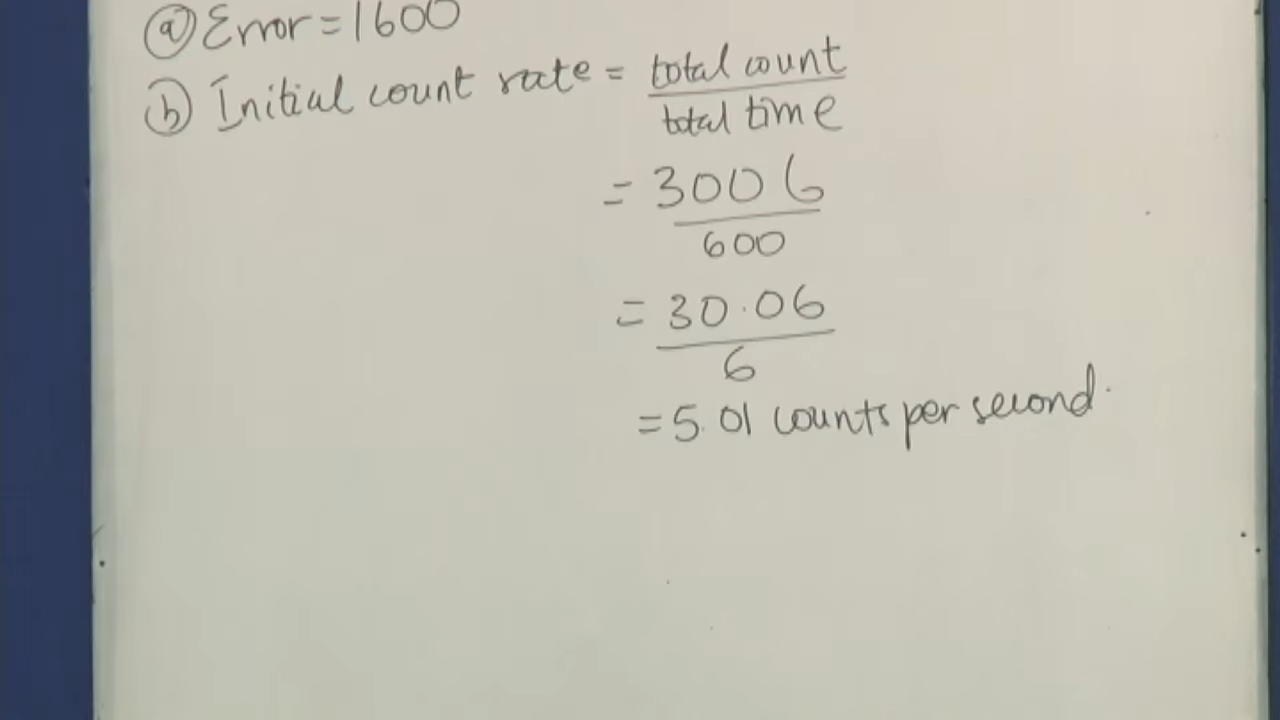 ⓐ Error = 1600
ⓑ Initial count rate = total count
total time
= 3006
600
= 30.06
6
= 5.01 counts per second.